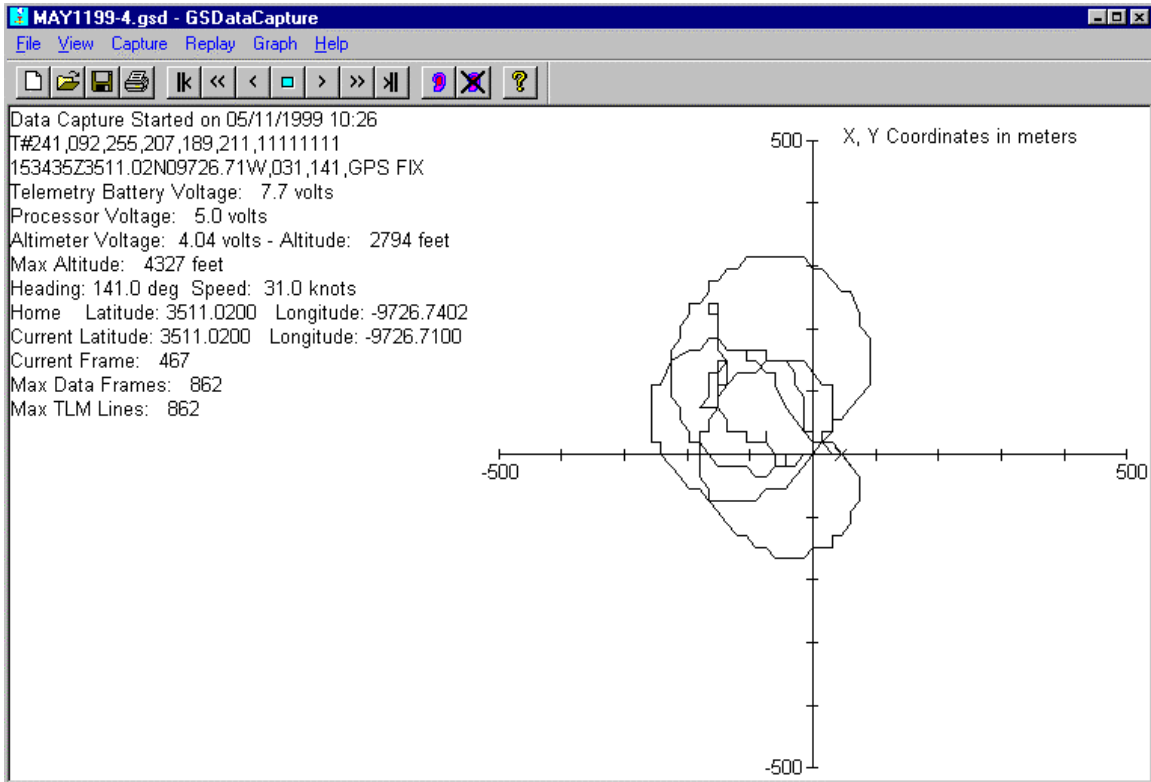 MAY1199-4.gsd - GSDataCapture
File View Capture Replay Graph Help
Data Capture Started on 05/11/1999 10:26
T#241,092,255,207,189,211,11111111
153435Z3511.02N09726.71W,031,141,GPS FIX
Telemetry Battery Voltage: 7.7 volts
Processor Voltage: 5.0 volts
Altimeter Voltage: 4.04 volts - Altitude: 2794 feet
Max Altitude: 4327 feet
Heading: 141.0 deg Speed: 31.0 knots
Home Latitude: 3511.0200 Longitude: -9726.7402
Current Latitude: 3511.0200 Longitude: -9726.7100
Current Frame: 467
Max Data Frames: 862
Max TLM Lines: 862
500
X, Y Coordinates in meters
-500
500
-500